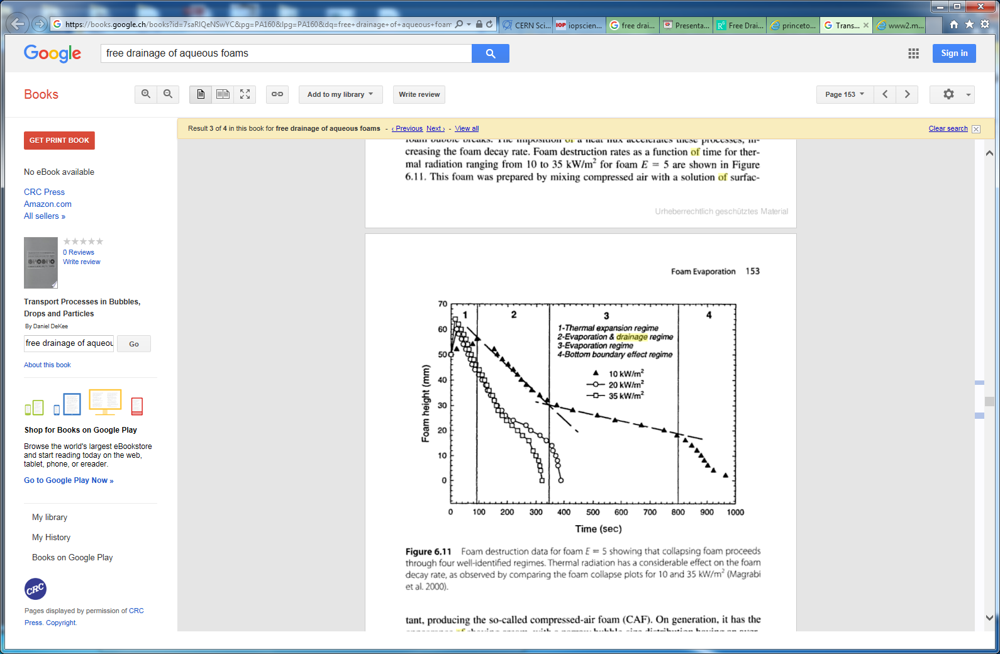 https://books.google.ch/books?id=7saRIQeNSwYC&pg=PA160&lpg=PA160&dq=free+drainage+of+aqueous+foam
CERN Sci...
iopscien...
free drai...
Presenta...
Free Drai...
princeto...
Trans...
www2.m...
Google
free drainage of aqueous foams
Sign in
Books
Add to my library
Write review
Page 153
Result 3 of 4 in this book for free drainage of aqueous foams - ‹ Previous Next › - View all
Clear search
GET PRINT BOOK
No eBook available
CRC Press
Amazon.com
All sellers »
0 Reviews
Write review
Transport Processes in Bubbles,
Drops and Particles
By Daniel DeKee
free drainage of aqueou
Go
About this book
Shop for Books on Google Play
Browse the world's largest eBookstore
and start reading today on the web,
tablet, phone, or ereader.
Go to Google Play Now »
My library
My History
Books on Google Play
CRC
Pages displayed by permission of CRC
Press. Copyright.
foam bubble breaks. The imposition of a heat flux accelerates these processes, in-
creasing the foam decay rate. Foam destruction rates as a function of time for ther-
mal radiation ranging from 10 to 35 kW/m² for foam E = 5 are shown in Figure
6.11. This foam was prepared by mixing compressed air with a solution of surfac-
Urheberrechtlich geschütztes Material
Foam Evaporation 153
70
60
50
40
30
20
10
0
Foam height (mm)
1 2 3 4
1-Thermal expansion regime
2-Evaporation & drainage regime
3-Evaporation regime
4-Bottom boundary effect regime
10 kW/m²
20 kW/m²
35 kW/m²
0 100 200 300 400 500 600 700 800 900 1000
Time (sec)
Figure 6.11 Foam destruction data for foam E = 5 showing that collapsing foam proceeds
through four well-identified regimes. Thermal radiation has a considerable effect on the foam
decay rate, as observed by comparing the foam collapse plots for 10 and 35 kW/m² (Magrabi
et al. 2000).
tant, producing the so-called compressed-air foam (CAF). On generation, it has the